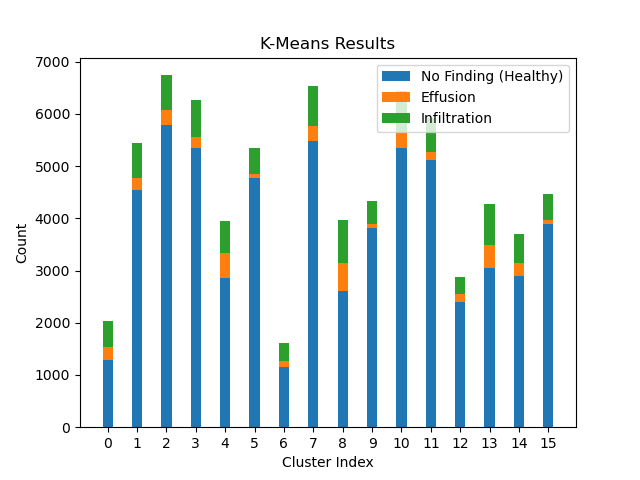 K-Means Results
No Finding (Healthy)
Effusion
Infiltration
Count
7000
6000
5000
4000
3000
2000
1000
0
0 1 2 3 4 5 6 7 8 9 10 11 12 13 14 15
Cluster Index